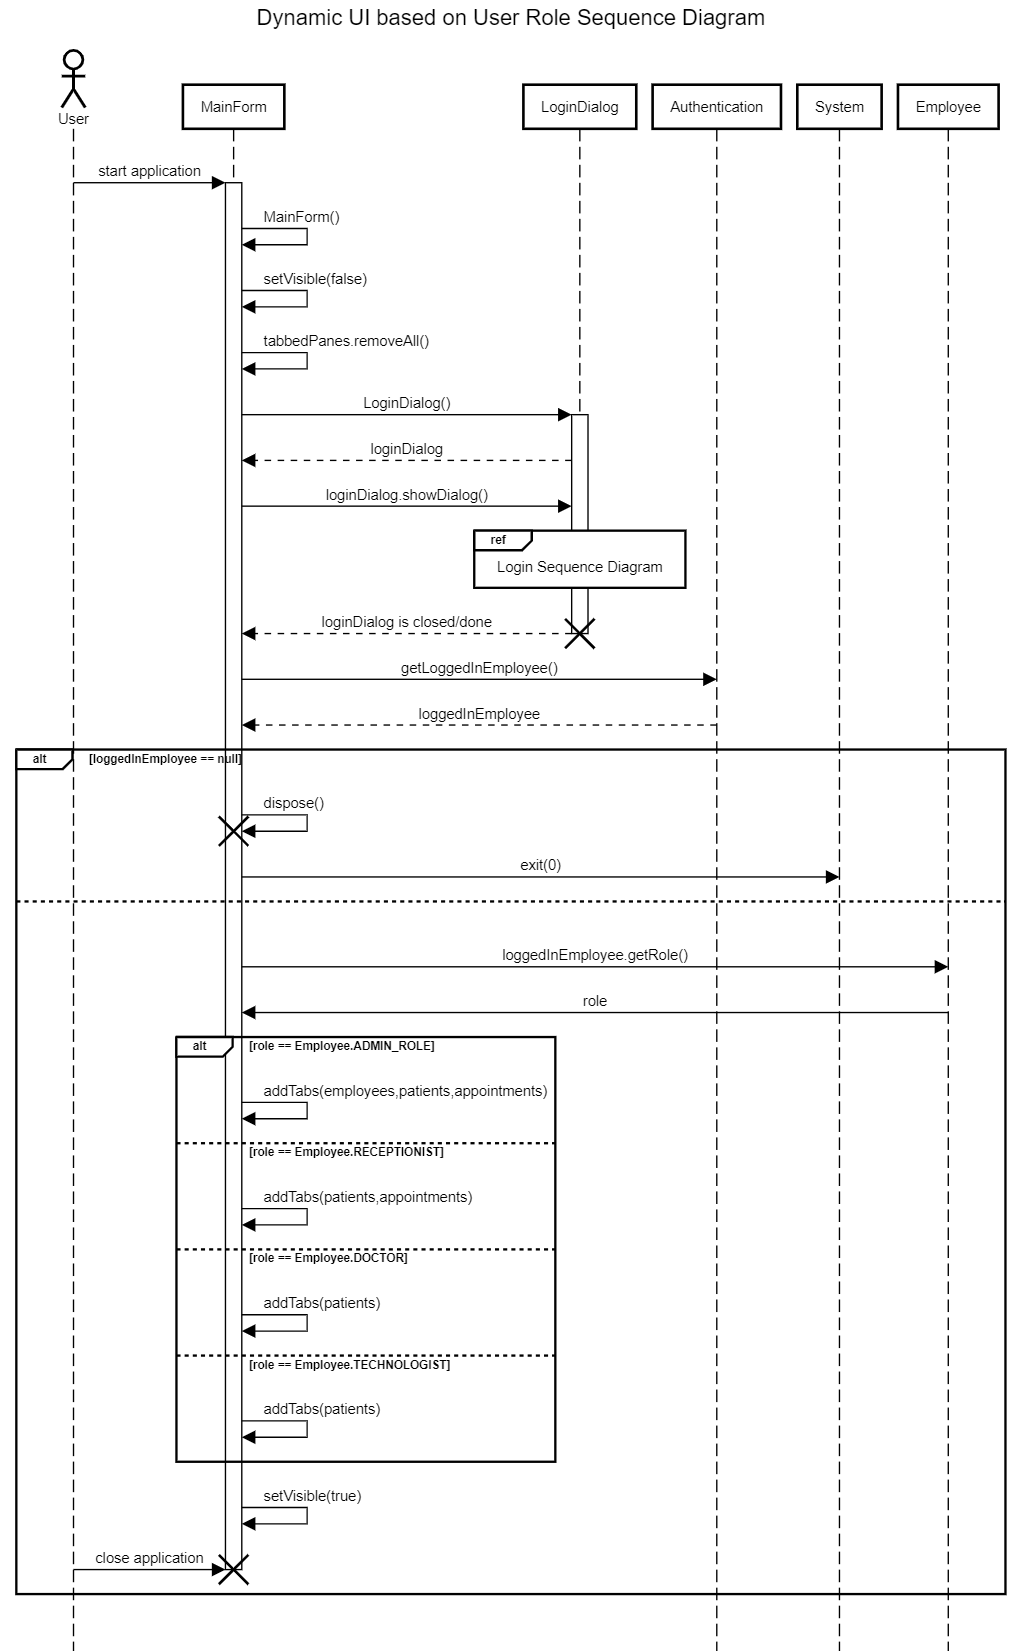 Dynamic UI based on User Role Sequence Diagram
User
MainForm
LoginDialog
Authentication
System
Employee
start application
MainForm()
setVisible(false)
tabbedPanes.removeAll()
LoginDialog()
loginDialog
loginDialog.showDialog()
ref
Login Sequence Diagram
loginDialog is closed/done
getLoggedInEmployee()
loggedInEmployee
alt
[loggedInEmployee == null]
dispose()
exit(0)
loggedInEmployee.getRole()
role
alt
[role == Employee.ADMIN_ROLE]
addTabs(employees,patients,appointments)
[role == Employee.RECEPTIONIST]
addTabs(patients,appointments)
[role == Employee.DOCTOR]
addTabs(patients)
[role == Employee.TECHNOLOGIST]
addTabs(patients)
setVisible(true)
close application